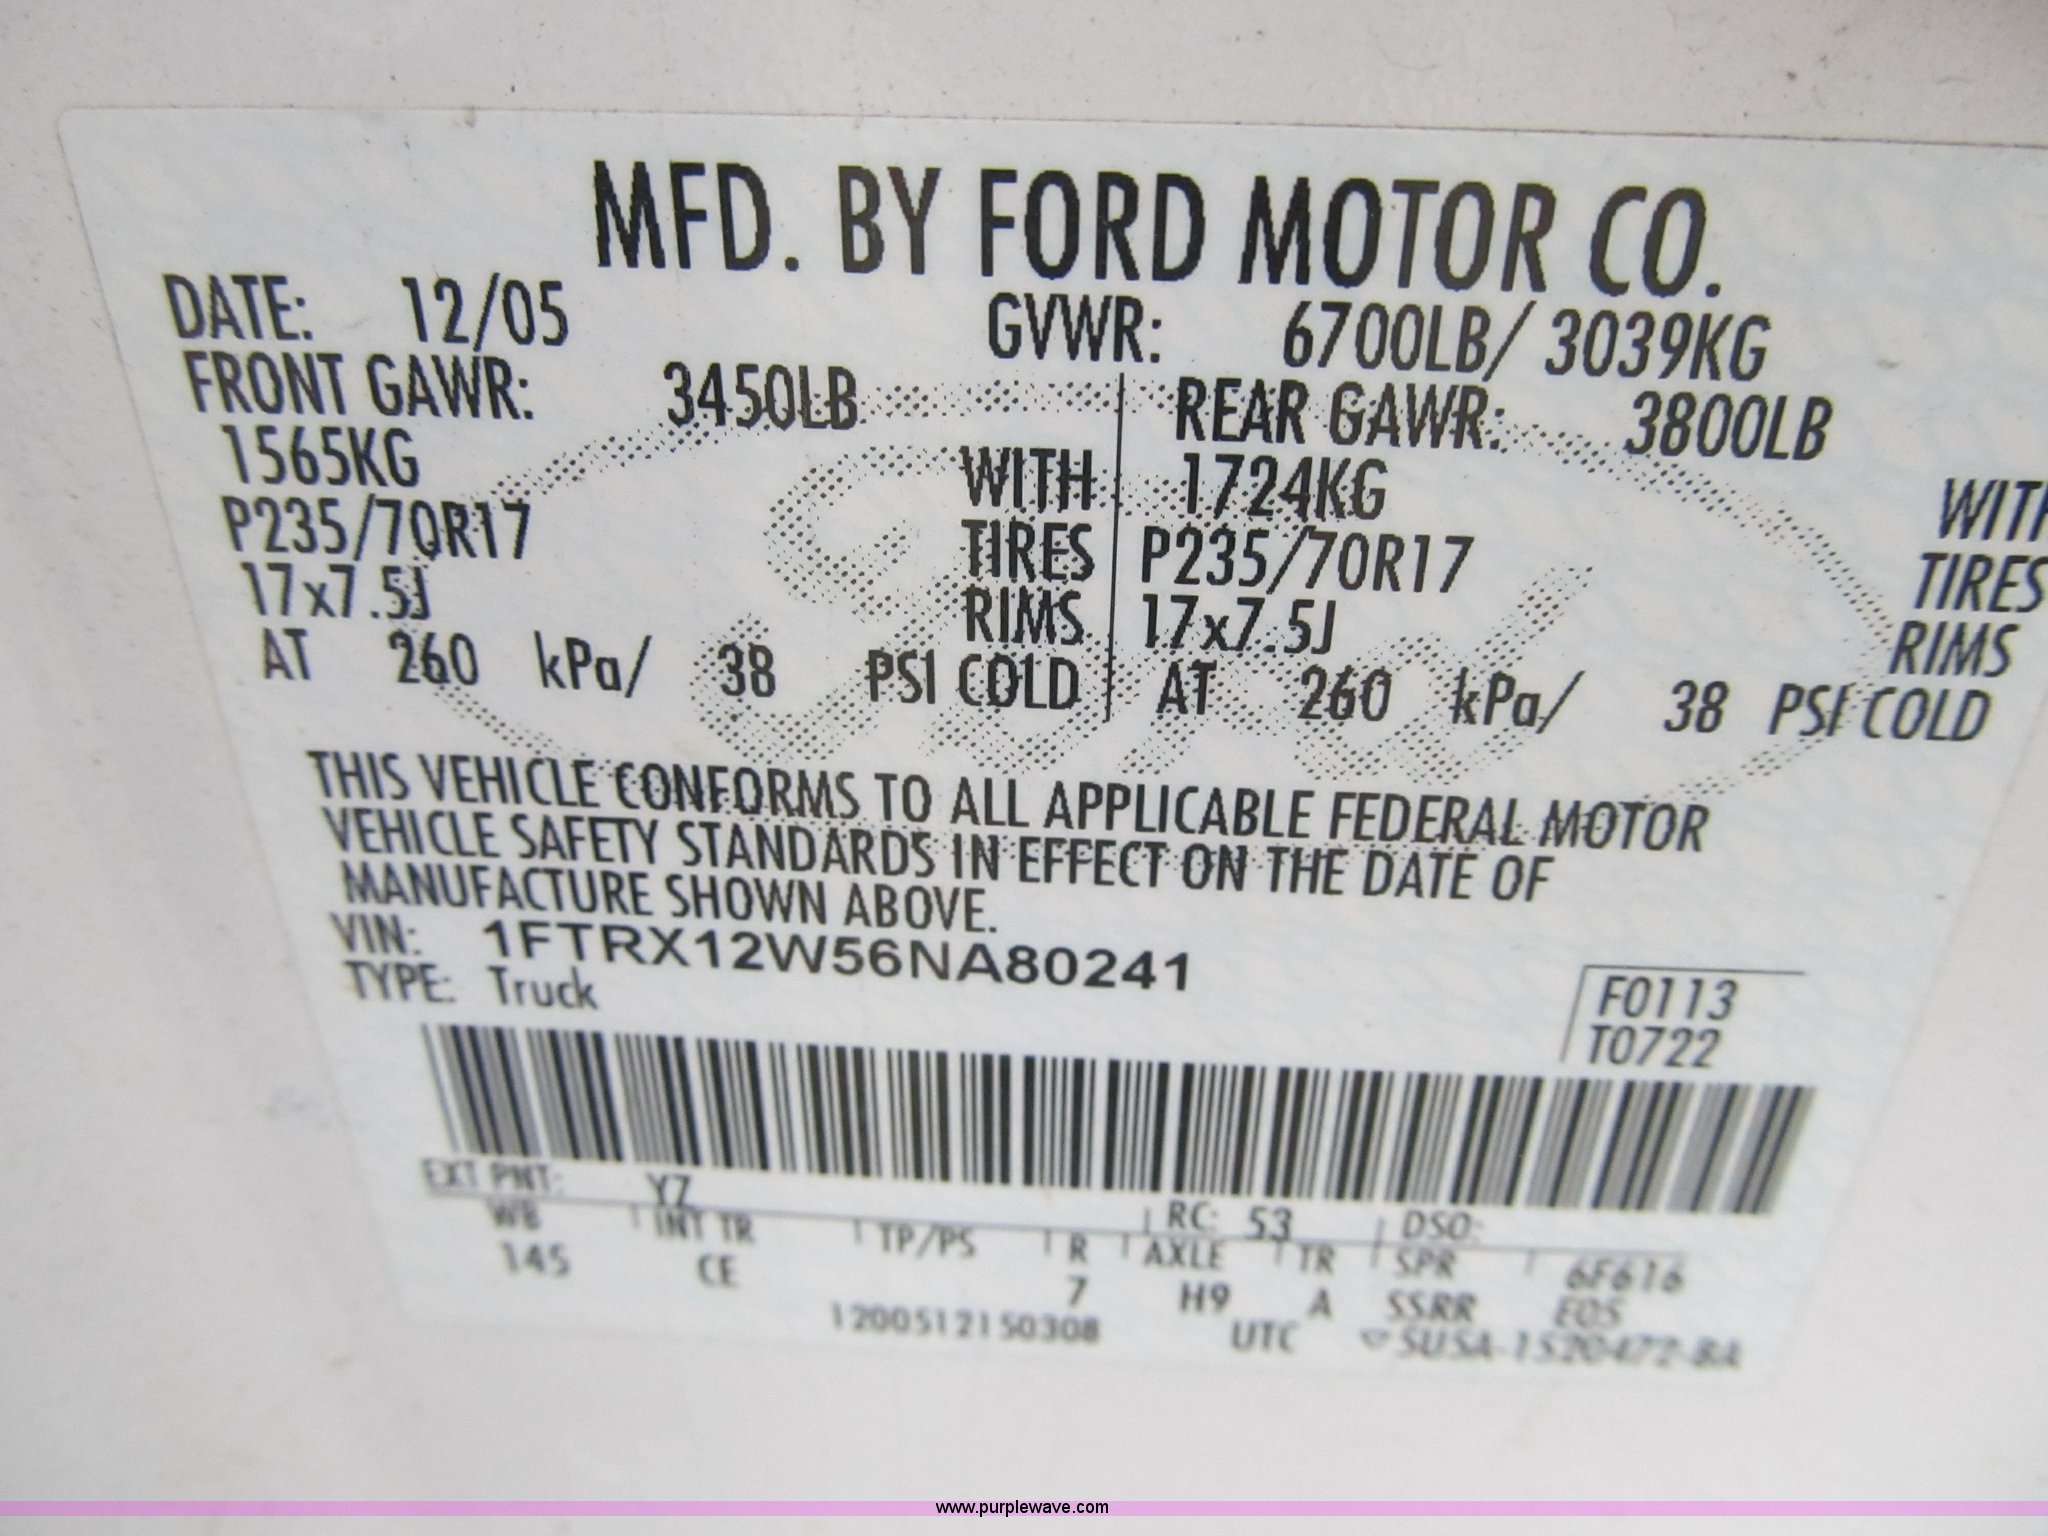 MFD. BY FORD MOTOR CO.
DATE: 12/05 GVWR: 6700LB/ 3039KG
FRONT GAWR: 3450LB REAR GAWR: 3800LB
1565KG WITH 1724KG WITH
P235/70R17 TIRES P235/70R17 TIRES
17x7.5J RIMS 17x7.5J RIMS
AT 260 kPa/ 38 PSI COLD AT 260 kPa/ 38 PSI COLD
THIS VEHICLE CONFORMS TO ALL APPLICABLE FEDERAL MOTOR
VEHICLE SAFETY STANDARDS IN EFFECT ON THE DATE OF
MANUFACTURE SHOWN ABOVE.
VIN: 1FTRX12W56NA80241
TYPE: Truck
F0113
T0722
EXT PNT: Y7 RC: 53 DSO:
WB INT TR TP/PS R AXLE TR SPR 6F616
145 CE 7 H9 A SSRR E05
1200512150308 UTC 5U5A-1520472-BA
www.purplewave.com